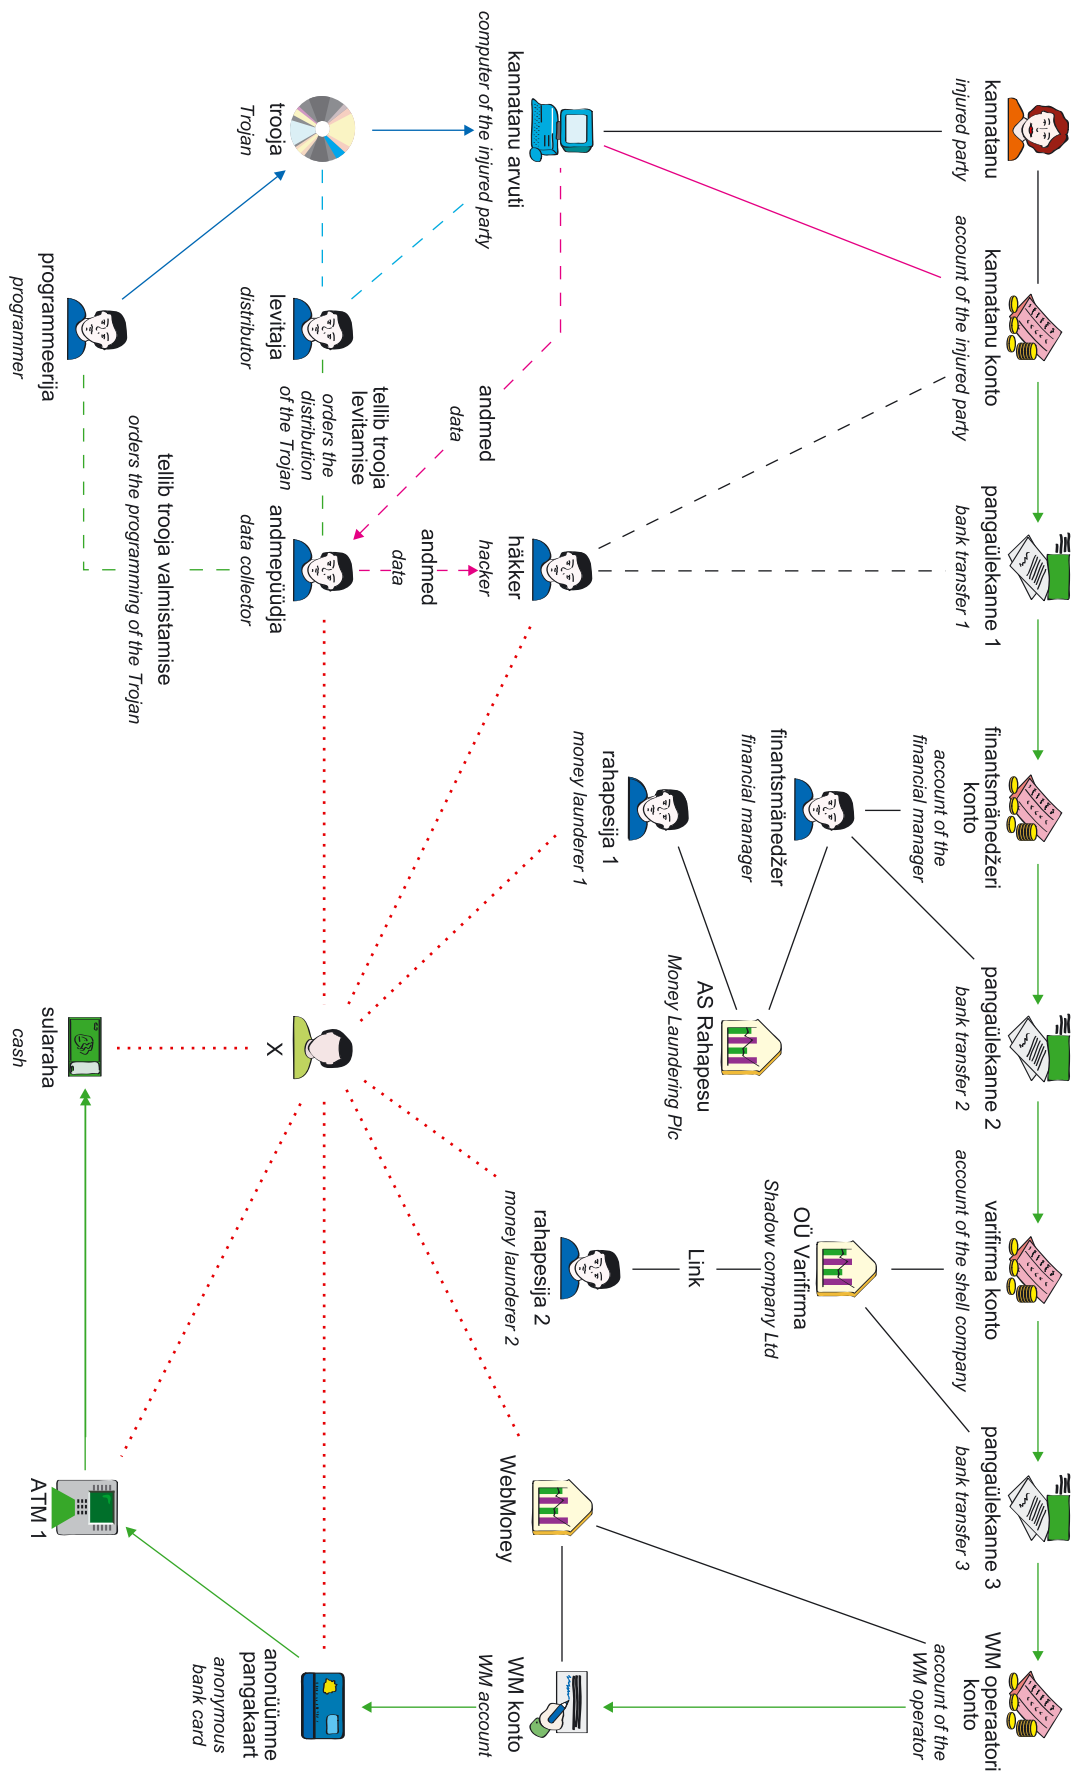 kannatanu
injured party
kannatanu konto
account of the injured party
pangaülekanne 1
bank transfer 1
finantsmänedžeri
konto
account of the
financial manager
pangaülekanne 2
bank transfer 2
varifirma konto
account of the shell company
pangaülekanne 3
bank transfer 3
WM operaatori
konto
account of the
WM operator
finantsmänedžer
financial manager
OÜ Varifirma
Shadow company Ltd
AS Rahapesu
Money Laundering Plc
Link
rahapesija 1
money launderer 1
kannatanu arvuti
computer of the injured party
andmed
data
häkker
hacker
rahapesija 2
money launderer 2
WebMoney
WM konto
WM account
andmed
data
tellib trooja
levitamise
orders the
distribution
of the Trojan
trooja
Trojan
levitaja
distributor
andmepüüdja
data collector
X
anonüümne
pangakaart
anonymous
bank card
tellib trooja valmistamise
orders the programming of the Trojan
programmeerija
programmer
sularaha
cash
ATM 1